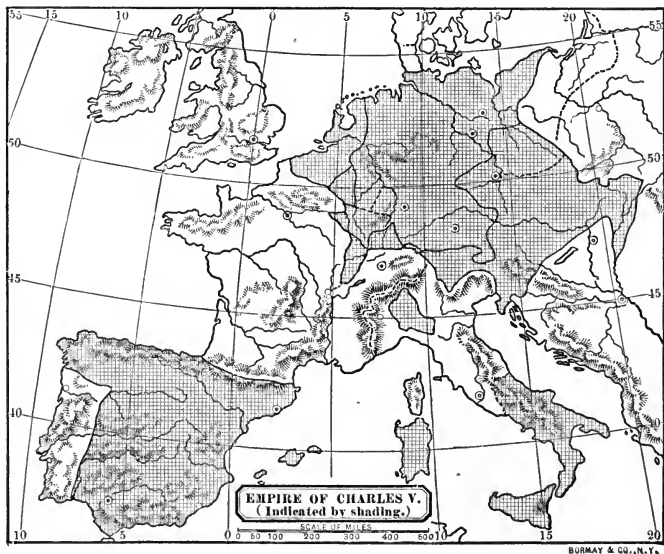 55 15 10 5 0 5 10 15 20 55
50 50
45 45
40 40
EMPIRE OF CHARLES V.
(Indicated by shading.)
SCALE OF MILES
0 50 100 200 300 400 500 600
10 5 0 10 15 20
BORMAY & CO., N.Y.